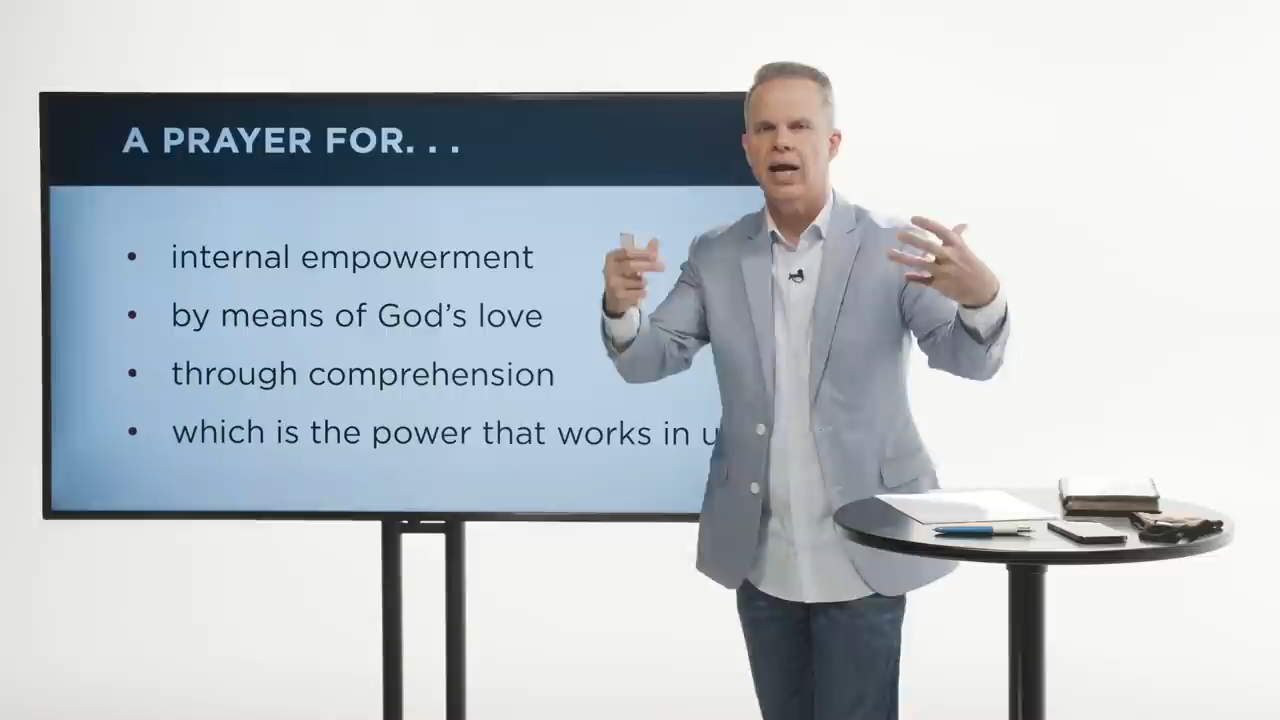 A PRAYER FOR. . .
• internal empowerment
• by means of God's love
• through comprehension
• which is the power that works in